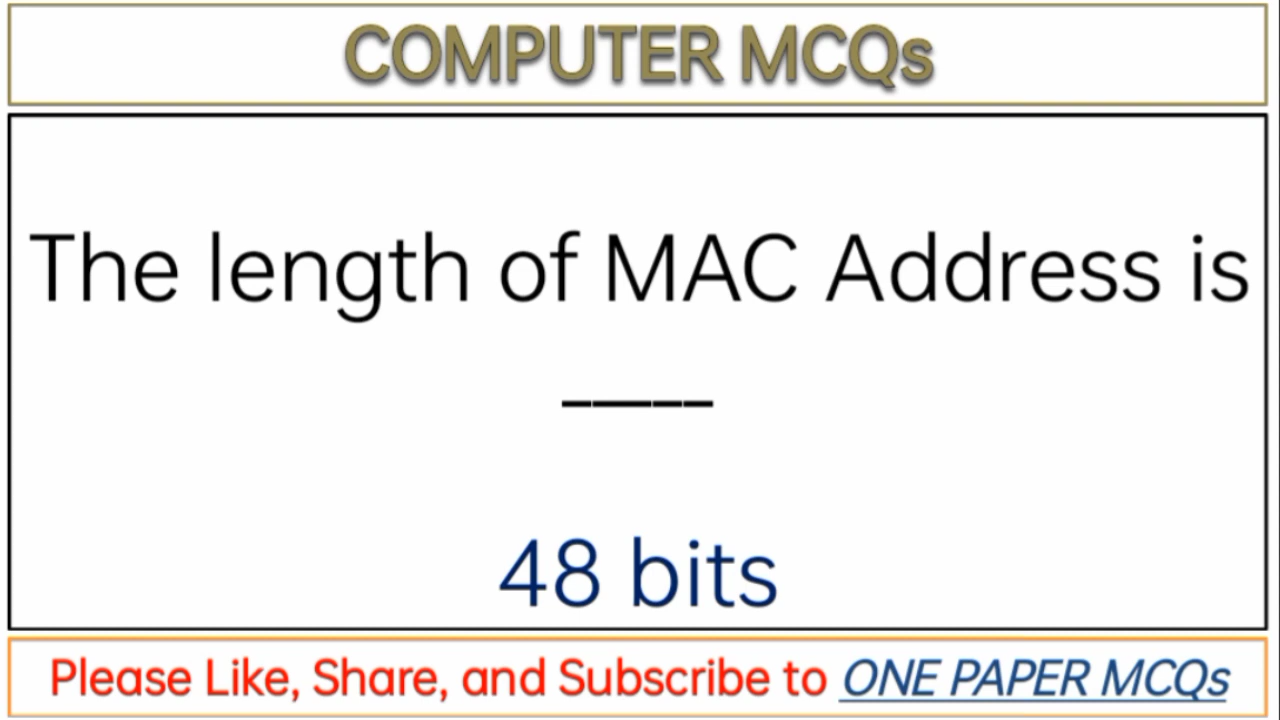 COMPUTER MCQs
The length of MAC Address is
-----
48 bits
Please Like, Share, and Subscribe to ONE PAPER MCQs